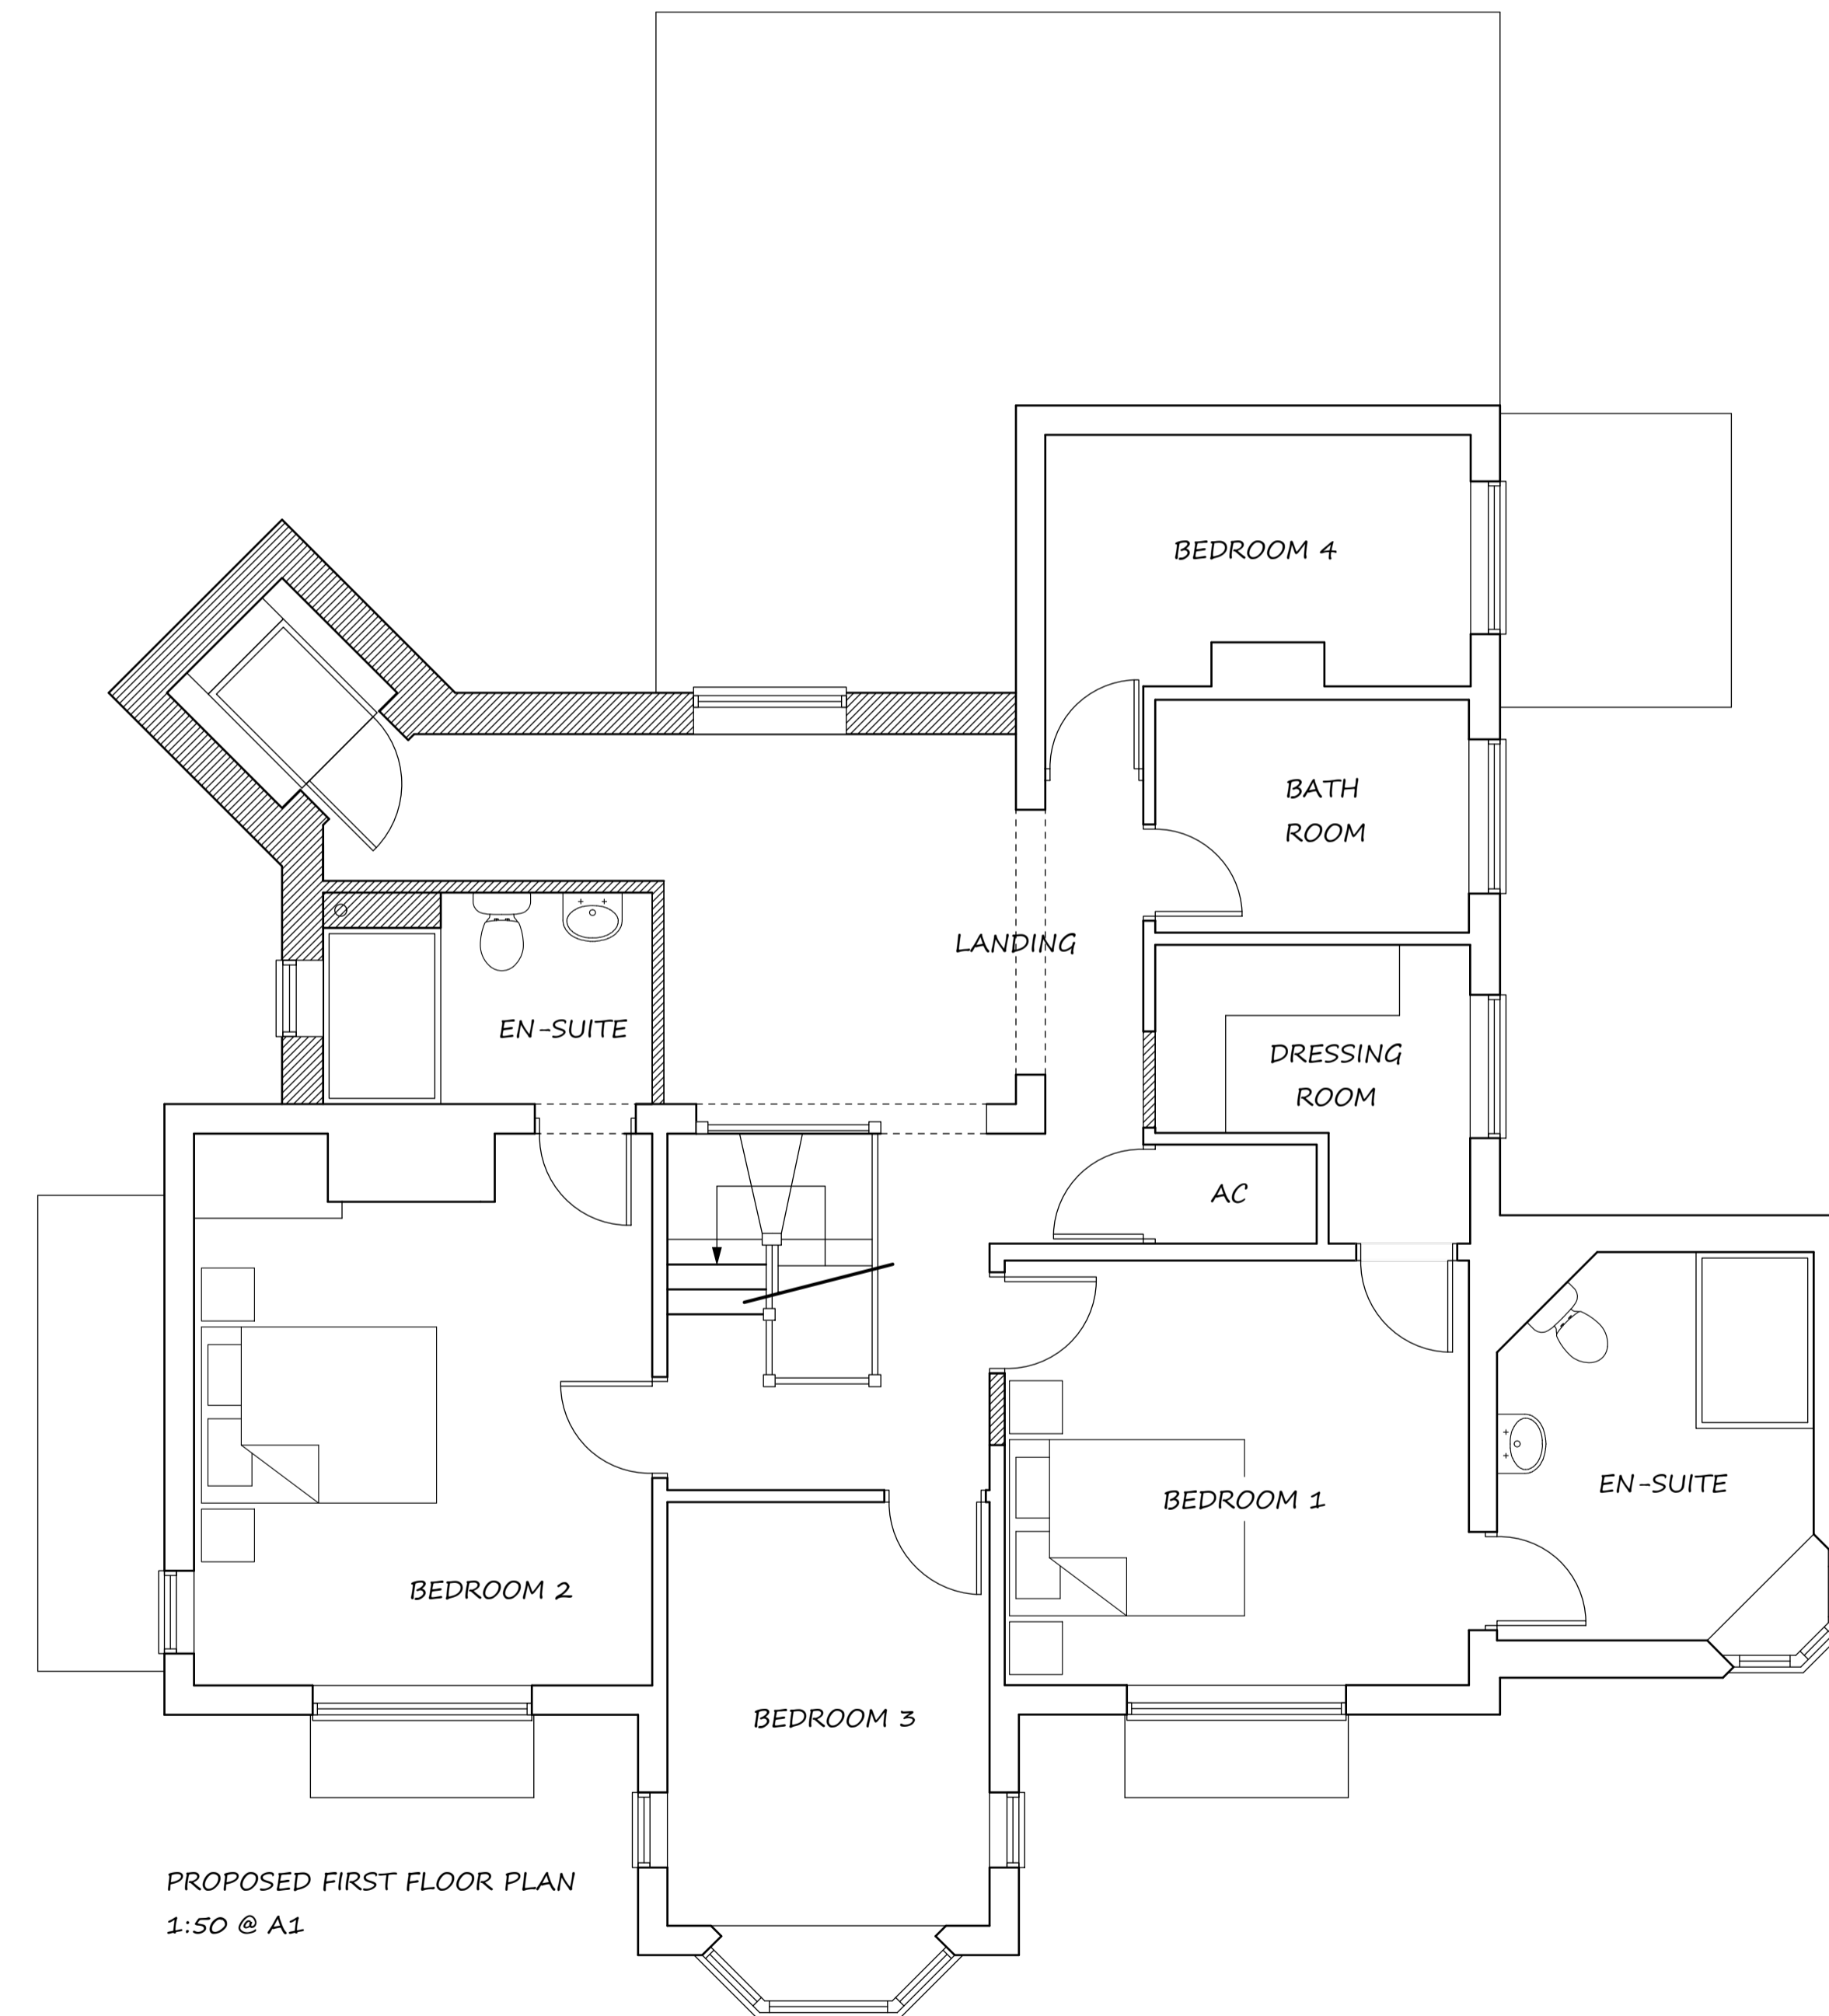 BEDROOM 4
BATH
ROOM
LANDING
EN-SUITE
DRESSING
ROOM
AC
EN-SUITE
BEDROOM 1
BEDROOM 2
BEDROOM 3
PROPOSED FIRST FLOOR PLAN
1:50 @ A1